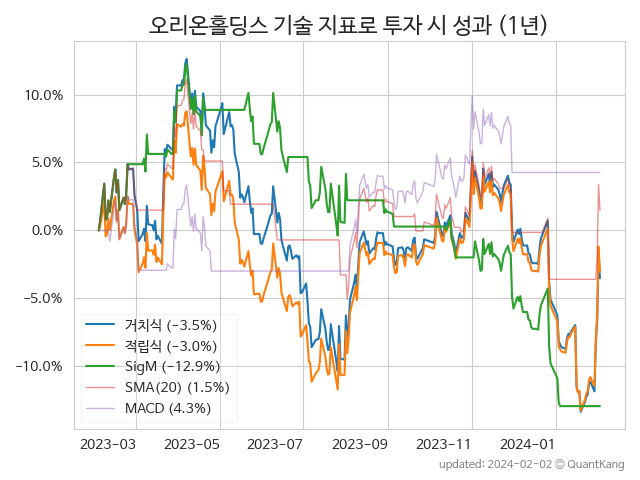 오리온홀딩스 기술 지표로 투자 시 성과 (1년)
10.0%
5.0%
0.0%
−5.0%
−10.0%
거치식 (−3.5%)
적립식 (−3.0%)
SigM (−12.9%)
SMA(20) (1.5%)
MACD (4.3%)
2023−03
2023−05
2023−07
2023−09
2023−11
2024−01
updated: 2024−02−02 © QuantKang